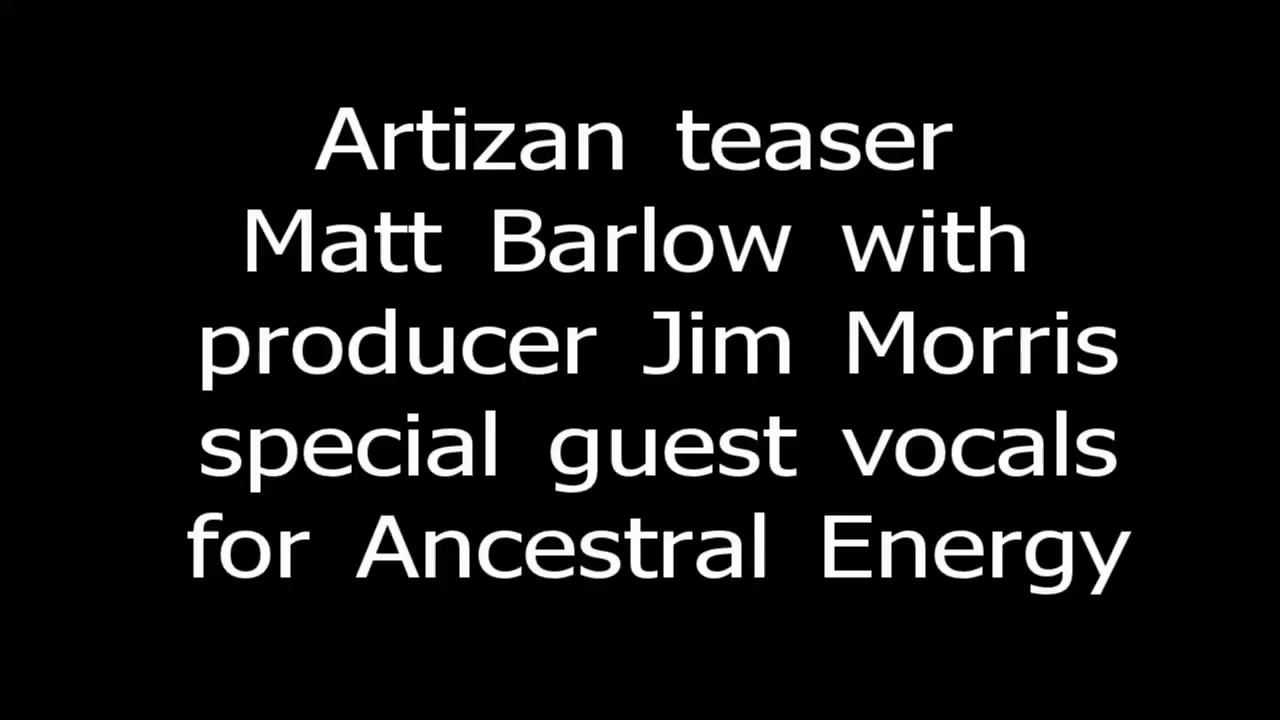 Artizan teaser
Matt Barlow with
producer Jim Morris
special guest vocals
for Ancestral Energy